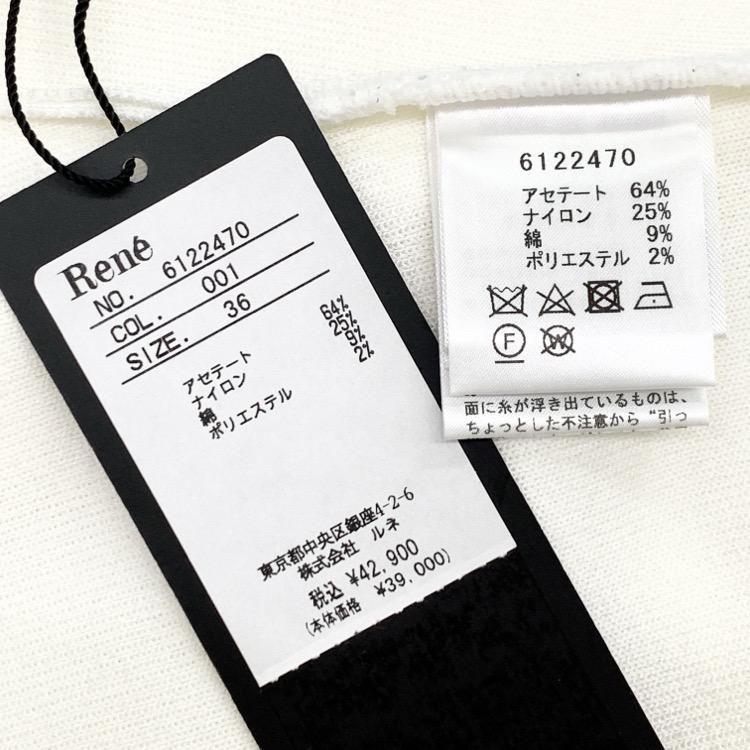 René
NO. 6122470
COL. 001
SIZE. 36
アセテート 64%
ナイロン 25%
綿 9%
ポリエステル 2%
東京都中央区銀座4-2-6
株式会社 ルネ
税込 ¥42,900
(本体価格 ¥39,000)
6122470
アセテート 64%
ナイロン 25%
綿 9%
ポリエステル 2%
F
W
面に糸が浮き出ているものは、
ちょっとした不注意から“引っ